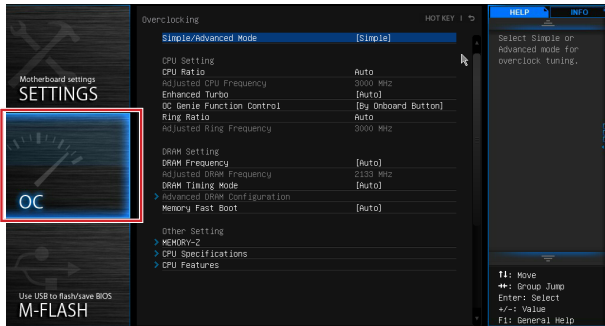 Overclocking
HOT KEY
HELP
INFO
Simple/Advanced Mode [Simple]
CPU Setting
CPU Ratio Auto
Adjusted CPU Frequency 3000 MHz
Enhanced Turbo [Auto]
OC Genie Function Control [By Onboard Button]
Ring Ratio Auto
Adjusted Ring Frequency 3000 MHz
DRAM Setting
DRAM Frequency [Auto]
Adjusted DRAM Frequency 2133 MHz
DRAM Timing Mode [Auto]
> Advanced DRAM Configuration
Memory Fast Boot [Auto]
Other Setting
> MEMORY-Z
> CPU Specifications
> CPU Features
Motherboard settings
SETTINGS
OC
Use USB to flash/save BIOS
M-FLASH
Select Simple or
Advanced mode for
overclock tuning.
↑↓: Move
→←: Group Jump
Enter: Select
+/-: Value
F1: General Help